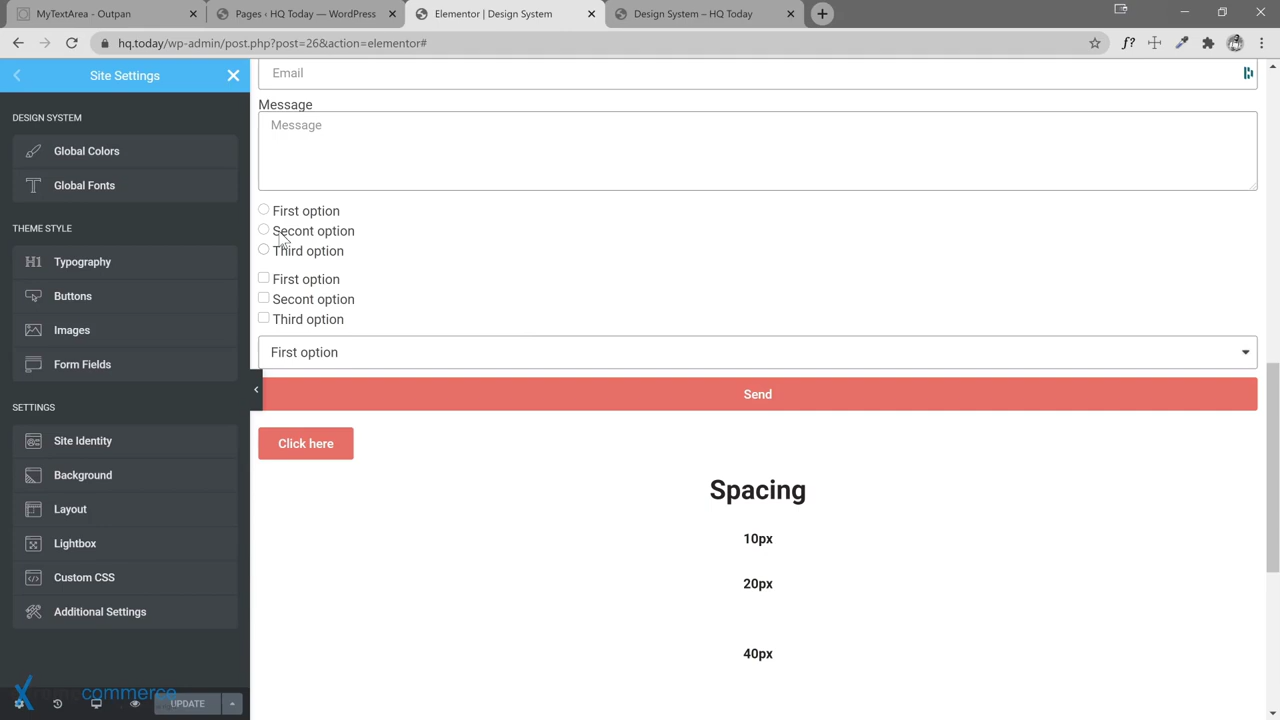 MyTextArea - Outpan
Pages ‹ HQ Today — WordPress
Elementor | Design System
Design System – HQ Today
hq.today/wp-admin/post.php?post=26&action=elementor#
Site Settings
DESIGN SYSTEM
Global Colors
Global Fonts
THEME STYLE
H1 Typography
Buttons
Images
Form Fields
SETTINGS
Site Identity
Background
Layout
Lightbox
Custom CSS
Additional Settings
commerce
UPDATE
Email
Message
Message
First option
Secont option
Third option
First option
Secont option
Third option
First option
Send
Click here
Spacing
10px
20px
40px